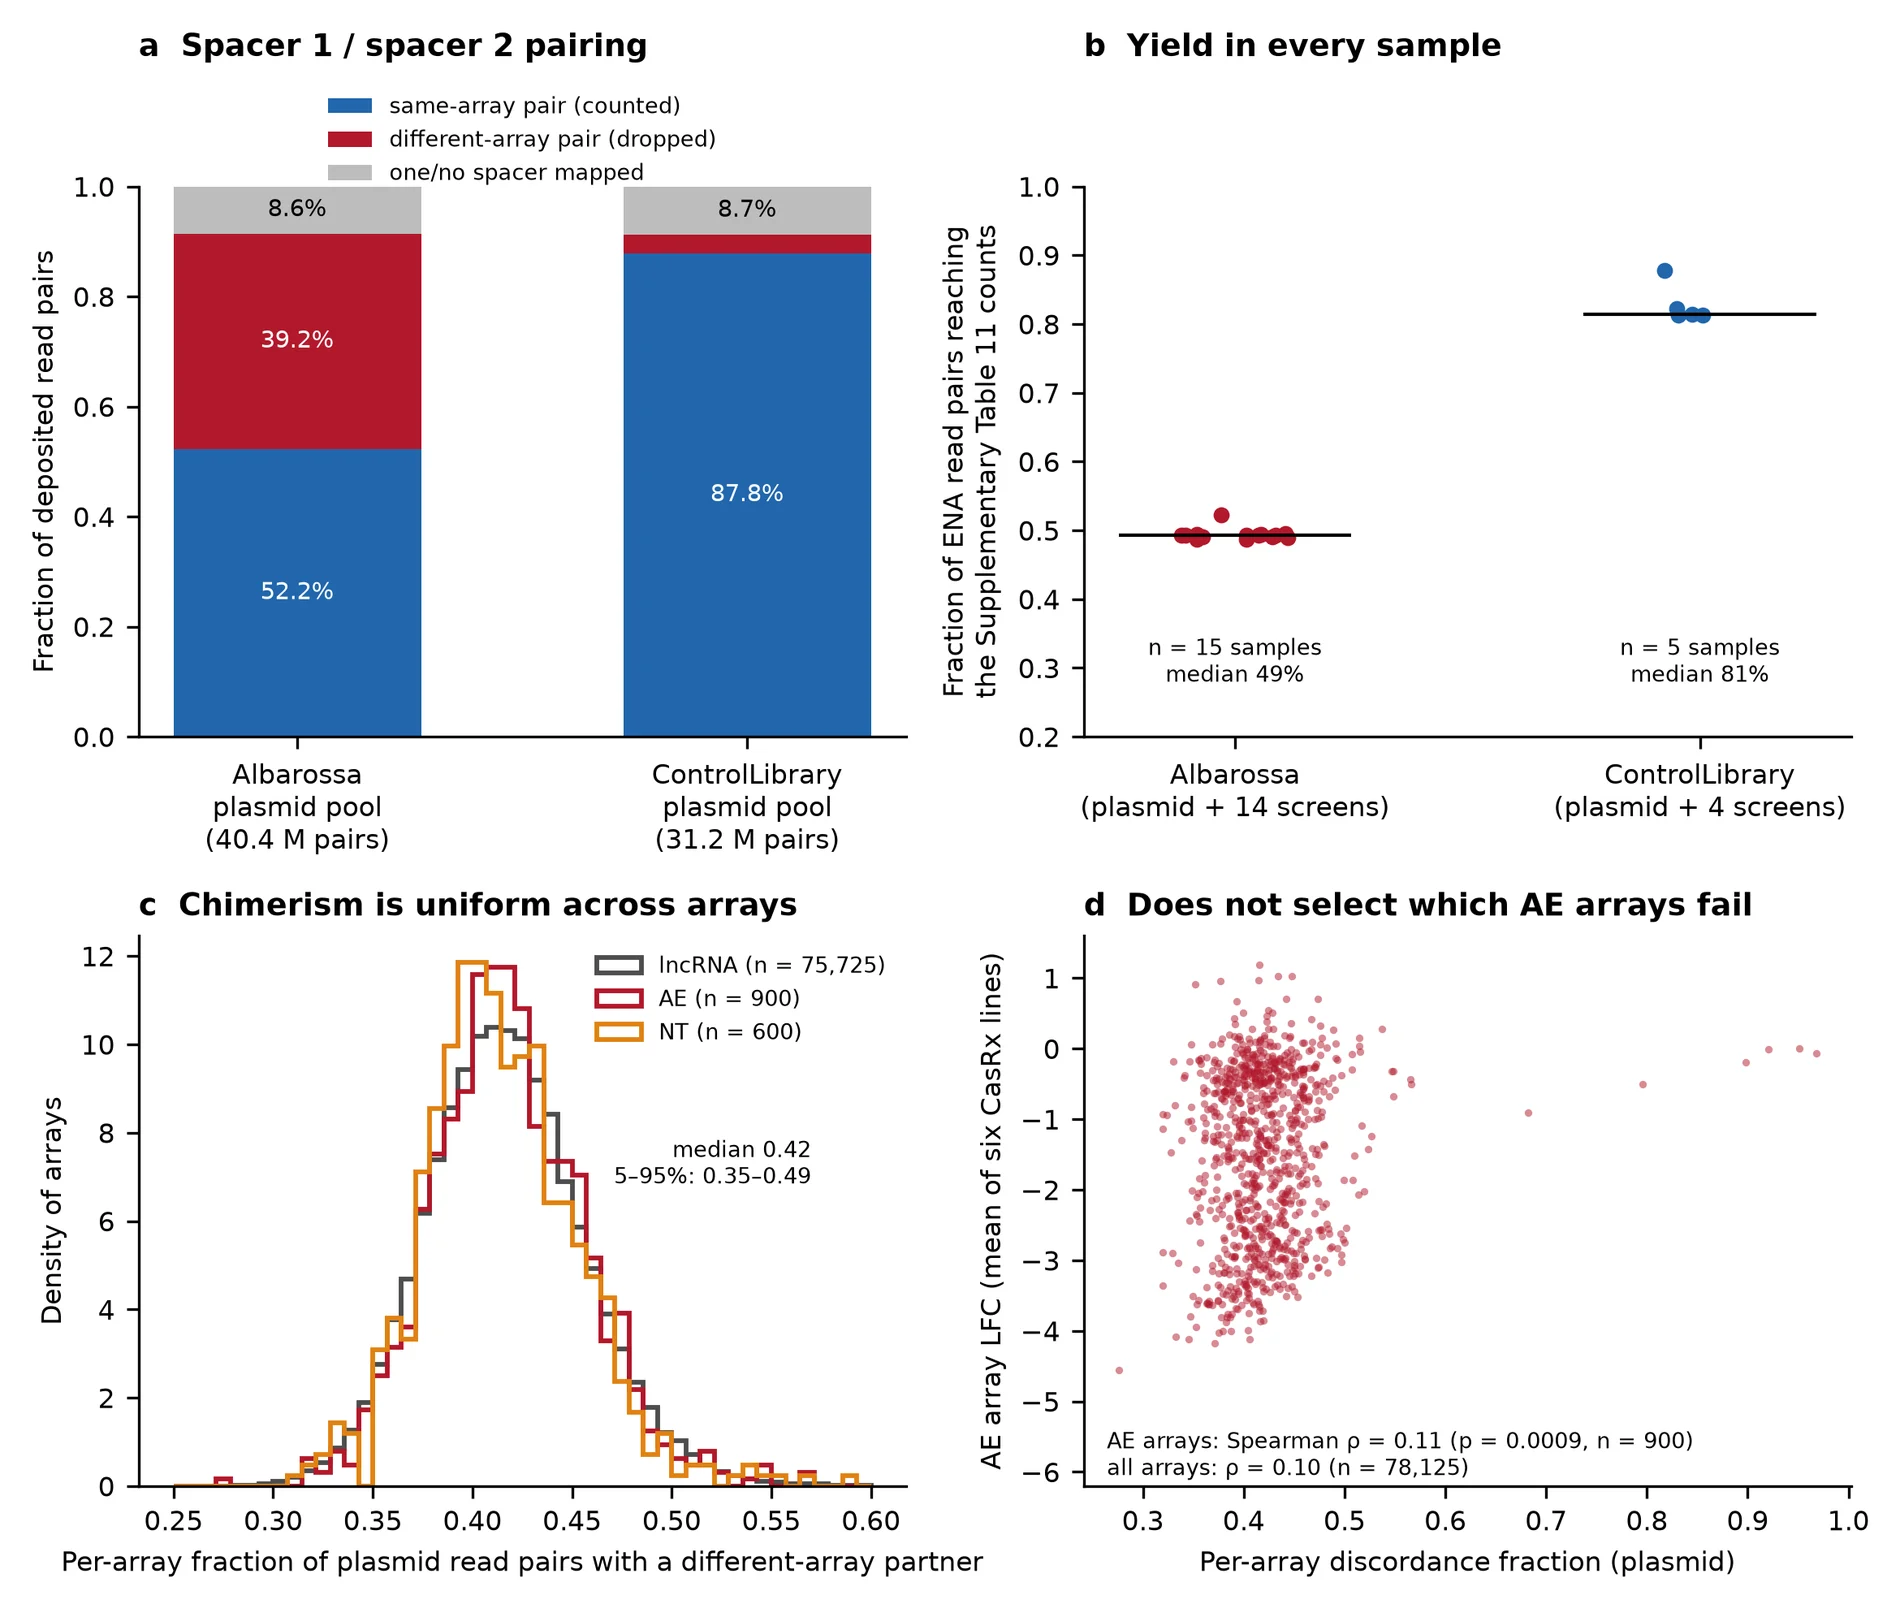 a Spacer 1 / spacer 2 pairing
same-array pair (counted)
different-array pair (dropped)
one/no spacer mapped
Fraction of deposited read pairs
1.0
0.8
0.6
0.4
0.2
0.0
8.6%
39.2%
52.2%
8.7%
87.8%
Albarossa
plasmid pool
(40.4 M pairs)
ControlLibrary
plasmid pool
(31.2 M pairs)
b Yield in every sample
Fraction of ENA read pairs reaching
the Supplementary Table 11 counts
1.0
0.9
0.8
0.7
0.6
0.5
0.4
0.3
0.2
n = 15 samples
median 49%
n = 5 samples
median 81%
Albarossa
(plasmid + 14 screens)
ControlLibrary
(plasmid + 4 screens)
c Chimerism is uniform across arrays
Density of arrays
12
10
8
6
4
2
0
lncRNA (n = 75,725)
AE (n = 900)
NT (n = 600)
median 0.42
5–95%: 0.35–0.49
0.25 0.30 0.35 0.40 0.45 0.50 0.55 0.60
Per-array fraction of plasmid read pairs with a different-array partner
d Does not select which AE arrays fail
AE array LFC (mean of six CasRx lines)
1
0
−1
−2
−3
−4
−5
−6
AE arrays: Spearman ρ = 0.11 (p = 0.0009, n = 900)
all arrays: ρ = 0.10 (n = 78,125)
0.3 0.4 0.5 0.6 0.7 0.8 0.9 1.0
Per-array discordance fraction (plasmid)